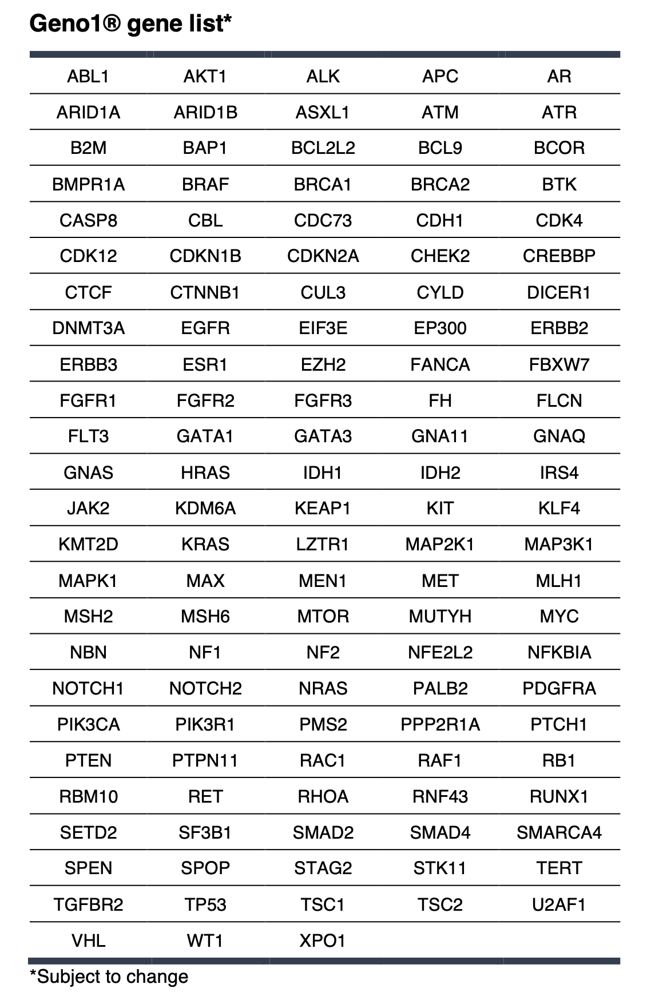 Geno1® gene list*
ABL1 AKT1 ALK APC AR
ARID1A ARID1B ASXL1 ATM ATR
B2M BAP1 BCL2L2 BCL9 BCOR
BMPR1A BRAF BRCA1 BRCA2 BTK
CASP8 CBL CDC73 CDH1 CDK4
CDK12 CDKN1B CDKN2A CHEK2 CREBBP
CTCF CTNNB1 CUL3 CYLD DICER1
DNMT3A EGFR EIF3E EP300 ERBB2
ERBB3 ESR1 EZH2 FANCA FBXW7
FGFR1 FGFR2 FGFR3 FH FLCN
FLT3 GATA1 GATA3 GNA11 GNAQ
GNAS HRAS IDH1 IDH2 IRS4
JAK2 KDM6A KEAP1 KIT KLF4
KMT2D KRAS LZTR1 MAP2K1 MAP3K1
MAPK1 MAX MEN1 MET MLH1
MSH2 MSH6 MTOR MUTYH MYC
NBN NF1 NF2 NFE2L2 NFKBIA
NOTCH1 NOTCH2 NRAS PALB2 PDGFRA
PIK3CA PIK3R1 PMS2 PPP2R1A PTCH1
PTEN PTPN11 RAC1 RAF1 RB1
RBM10 RET RHOA RNF43 RUNX1
SETD2 SF3B1 SMAD2 SMAD4 SMARCA4
SPEN SPOP STAG2 STK11 TERT
TGFBR2 TP53 TSC1 TSC2 U2AF1
VHL WT1 XPO1
*Subject to change